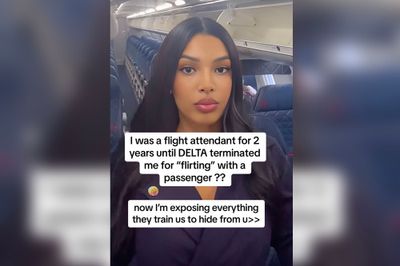 I was a flight attendant for 2
years until DELTA terminated
me for “flirting” with a
passenger ??
now I’m exposing everything
they train us to hide from u>>